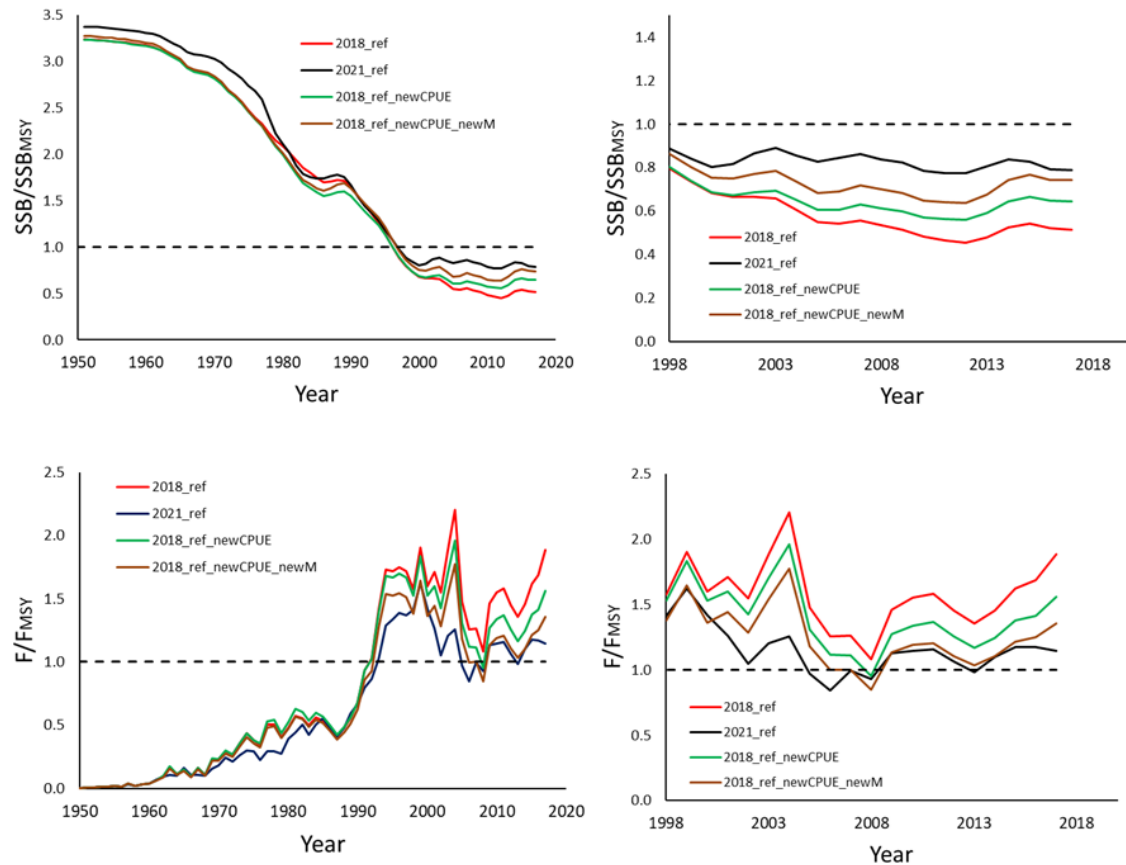 SSB/SSBMSY
3.5
3.0
2.5
2.0
1.5
1.0
0.5
0.0
2018_ref
2021_ref
2018_ref_newCPUE
2018_ref_newCPUE_newM
1950 1960 1970 1980 1990 2000 2010 2020
Year
SSB/SSBMSY
1.4
1.2
1.0
0.8
0.6
0.4
0.2
0.0
2018_ref
2021_ref
2018_ref_newCPUE
2018_ref_newCPUE_newM
1998 2003 2008 2013 2018
Year
F/FMSY
2.5
2.0
1.5
1.0
0.5
0.0
2018_ref
2021_ref
2018_ref_newCPUE
2018_ref_newCPUE_newM
1950 1960 1970 1980 1990 2000 2010 2020
Year
F/FMSY
2.5
2.0
1.5
1.0
0.5
0.0
2018_ref
2021_ref
2018_ref_newCPUE
2018_ref_newCPUE_newM
1998 2003 2008 2013 2018
Year